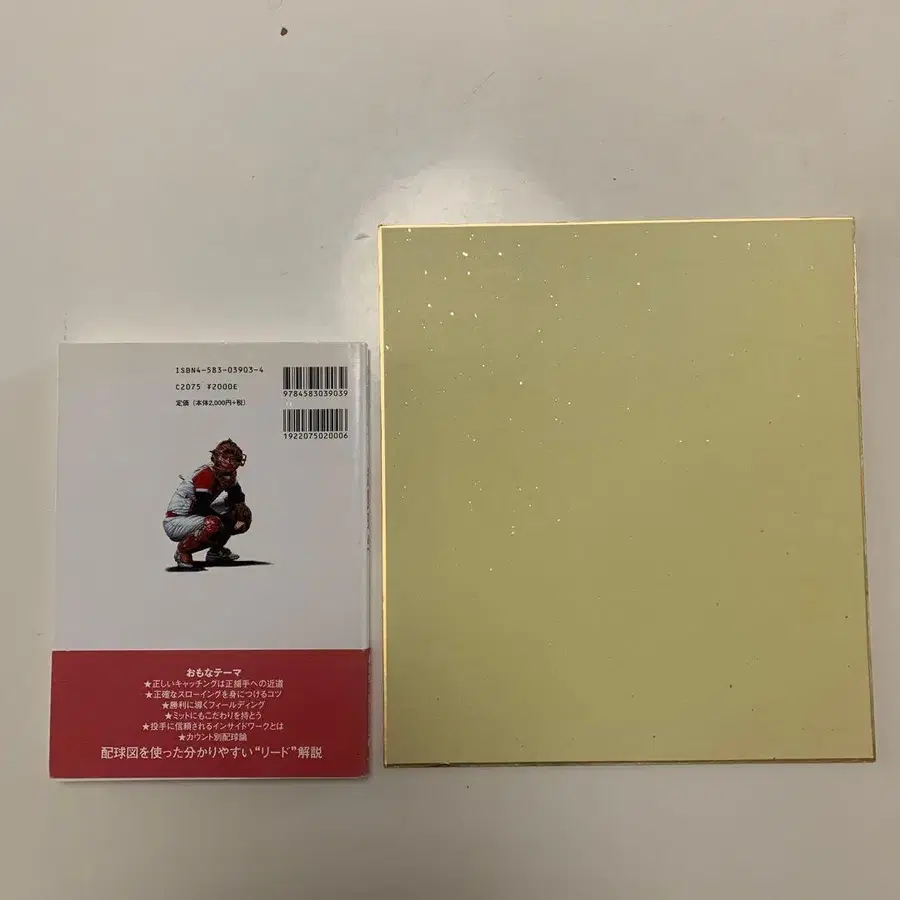 ISBN4-583-03903-4
C2075 ¥2000E
定価（本体2,000円+税）
9784583039039
1922075020006
おもなテーマ
★正しいキャッチングは正捕手への近道
★正確なスローイングを身につけるコツ
★勝利に導くフィールディング
★ミットにもこだわりを持とう
★投手に信頼されるインサイドワークとは
★カウント別配球論
配球図を使った分かりやすい“リード”解説